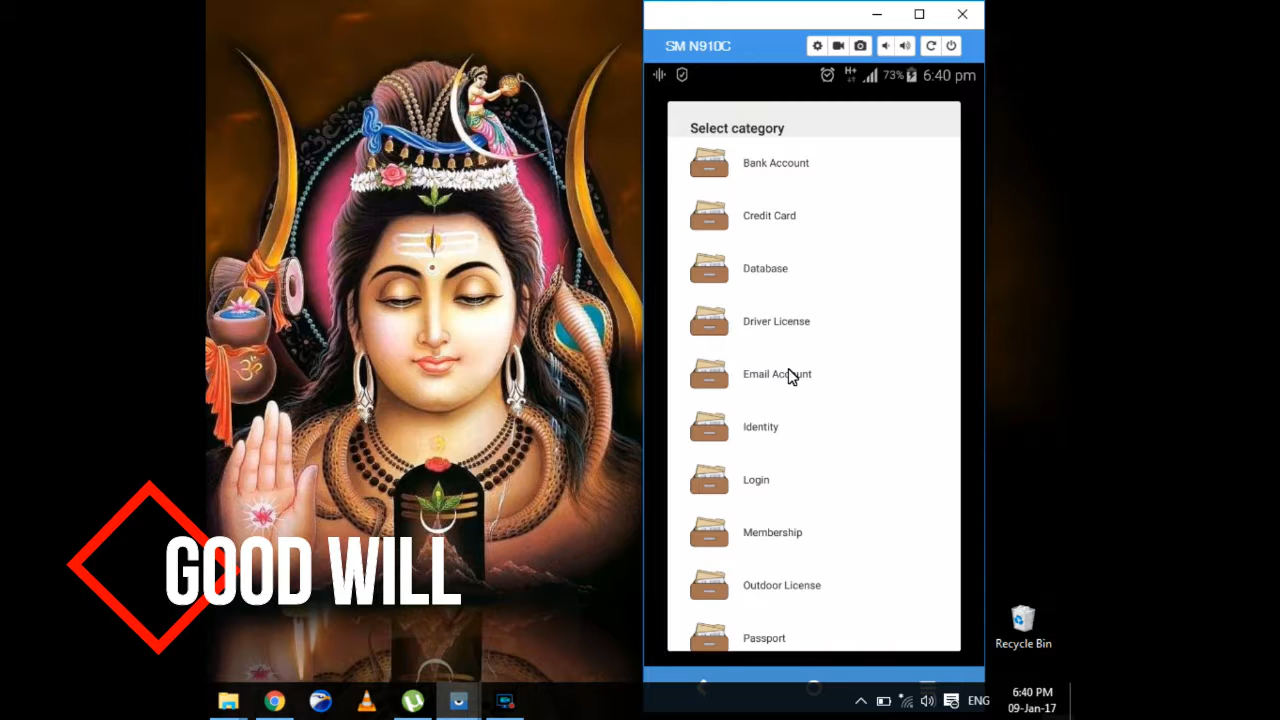 SM N910C
H+
73%
6:40 pm
Select category
Bank Account
Credit Card
Database
Driver License
Email Account
Identity
Login
Membership
Outdoor License
Passport
ॐ
GOOD WILL
Recycle Bin
ENG
6:40 PM
09-Jan-17